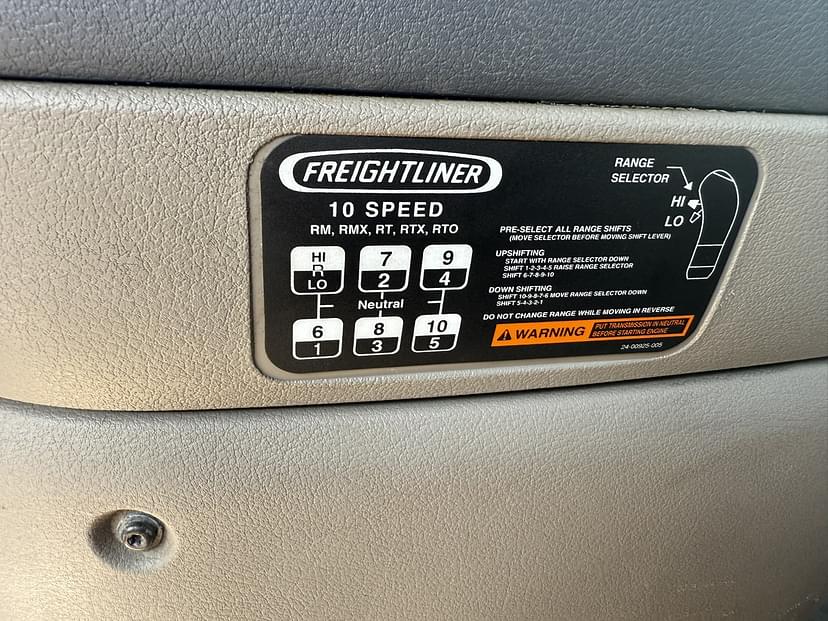 FREIGHTLINER
10 SPEED
RM, RMX, RT, RTX, RTO
HI
R
LO
7
2
9
4
Neutral
6
1
8
3
10
5
RANGE
SELECTOR
HI
LO
PRE-SELECT ALL RANGE SHIFTS
(MOVE SELECTOR BEFORE MOVING SHIFT LEVER)
UPSHIFTING
START WITH RANGE SELECTOR DOWN
SHIFT 1-2-3-4-5 RAISE RANGE SELECTOR
SHIFT 6-7-8-9-10
DOWN SHIFTING
SHIFT 10-9-8-7-6 MOVE RANGE SELECTOR DOWN
SHIFT 5-4-3-2-1
DO NOT CHANGE RANGE WHILE MOVING IN REVERSE
WARNING
PUT TRANSMISSION IN NEUTRAL
BEFORE STARTING ENGINE
24-00925-005